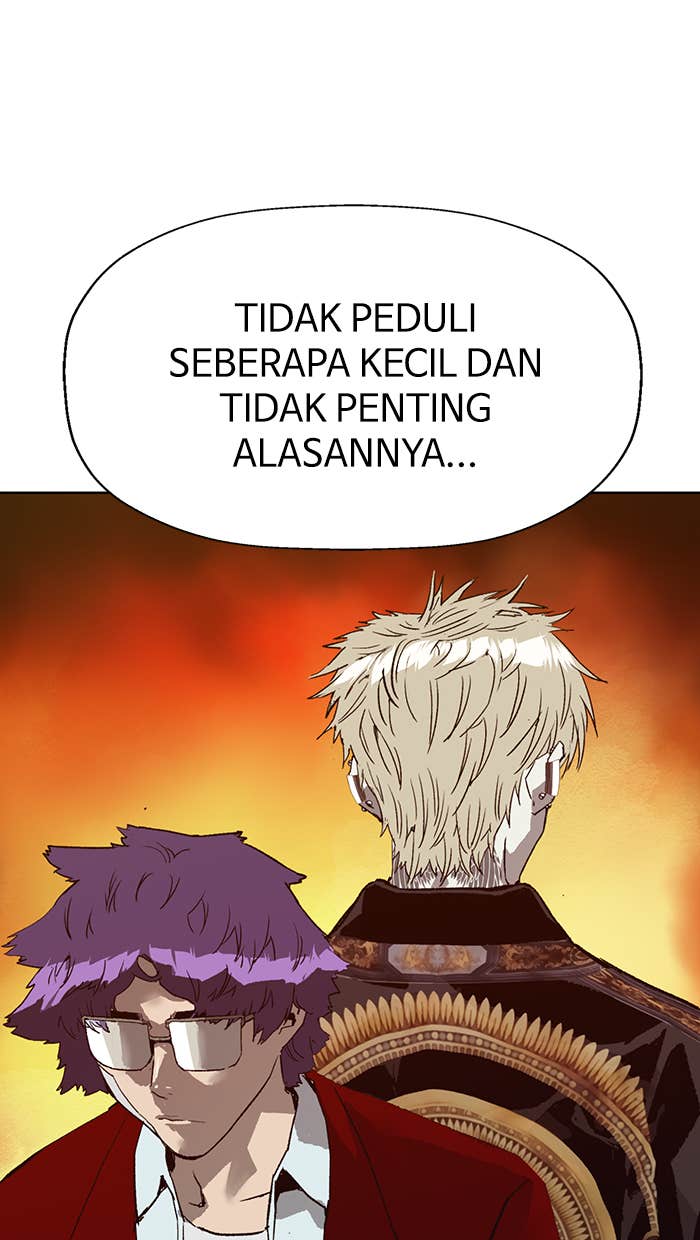 TIDAK PEDULI
SEBERAPA KECIL DAN
TIDAK PENTING
ALASANNYA...